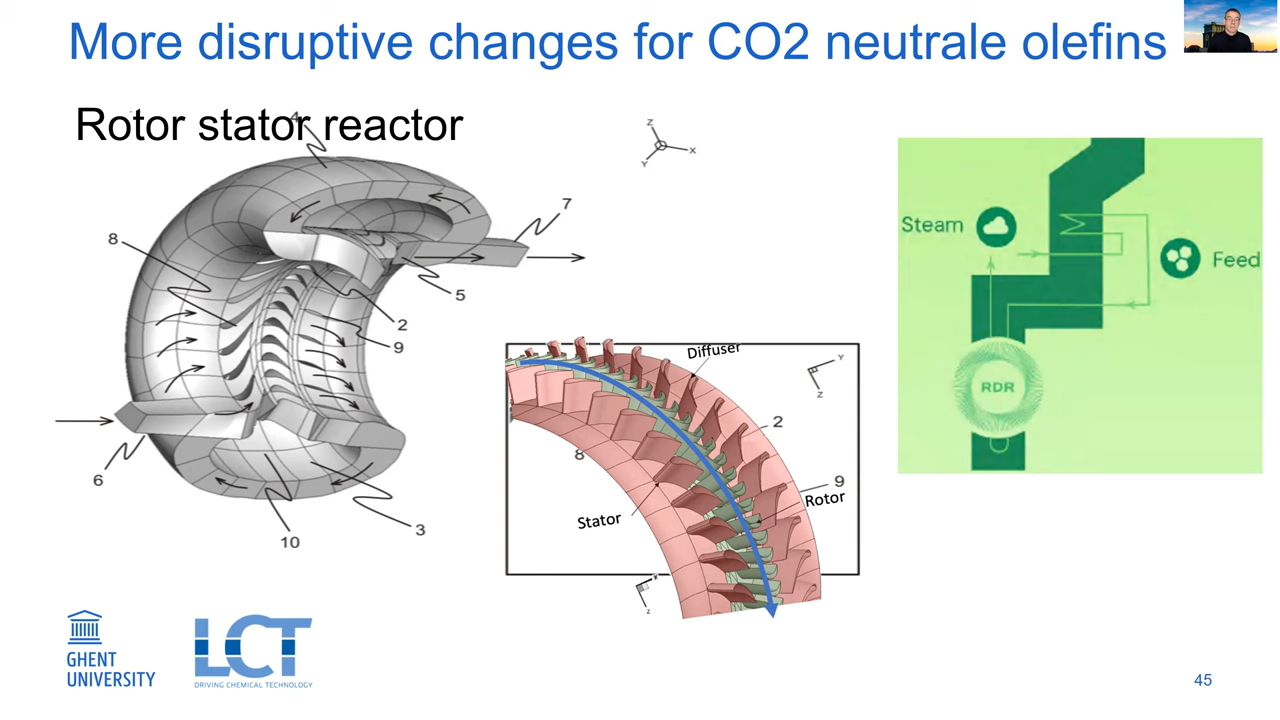 More disruptive changes for CO2 neutrale olefins
Rotor stator reactor
4
Z
X
Y
7
8
5
2
9
6
3
10
Diffuser
Y
Z
2
8
9
Stator
Rotor
z
Steam
Feed
RDR
GHENT
UNIVERSITY
LCT
DRIVING CHEMICAL TECHNOLOGY
45